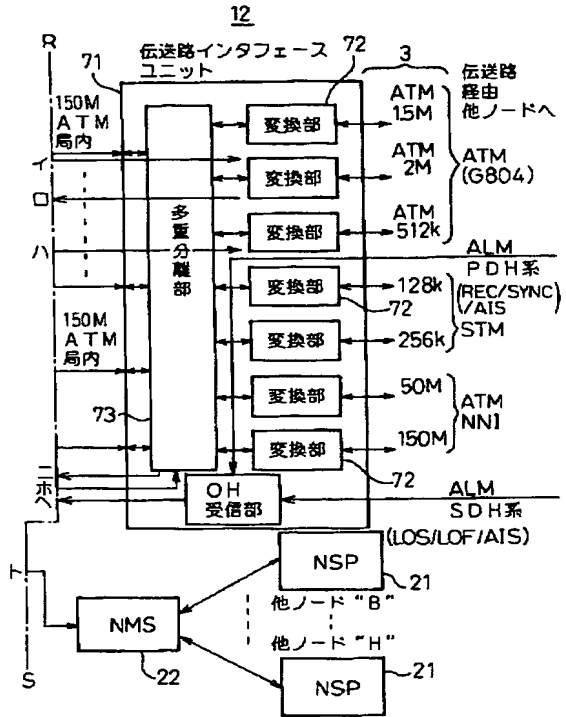 12
R
71
伝送路インタフェース
ユニット
72
3
伝送路
経由
他ノードへ
150M
ATM
局内
変換部
ATM
1.5M
イ
変換部
ATM
2M
ATM
(G804)
ロ
多重分離部
変換部
ATM
512k
ハ
ALM
PDH系
変換部
128k
(REC/SYNC)
/AIS
72
STM
150M
ATM
局内
変換部
256k
変換部
50M
ATM
NNI
73
変換部
150M
72
ニ
ホ
ヘ
OH
受信部
ALM
SDH系
(LOS/LOF/AIS)
ト
NSP
21
他ノード “B”
NMS
22
他ノード “H”
21
NSP
S